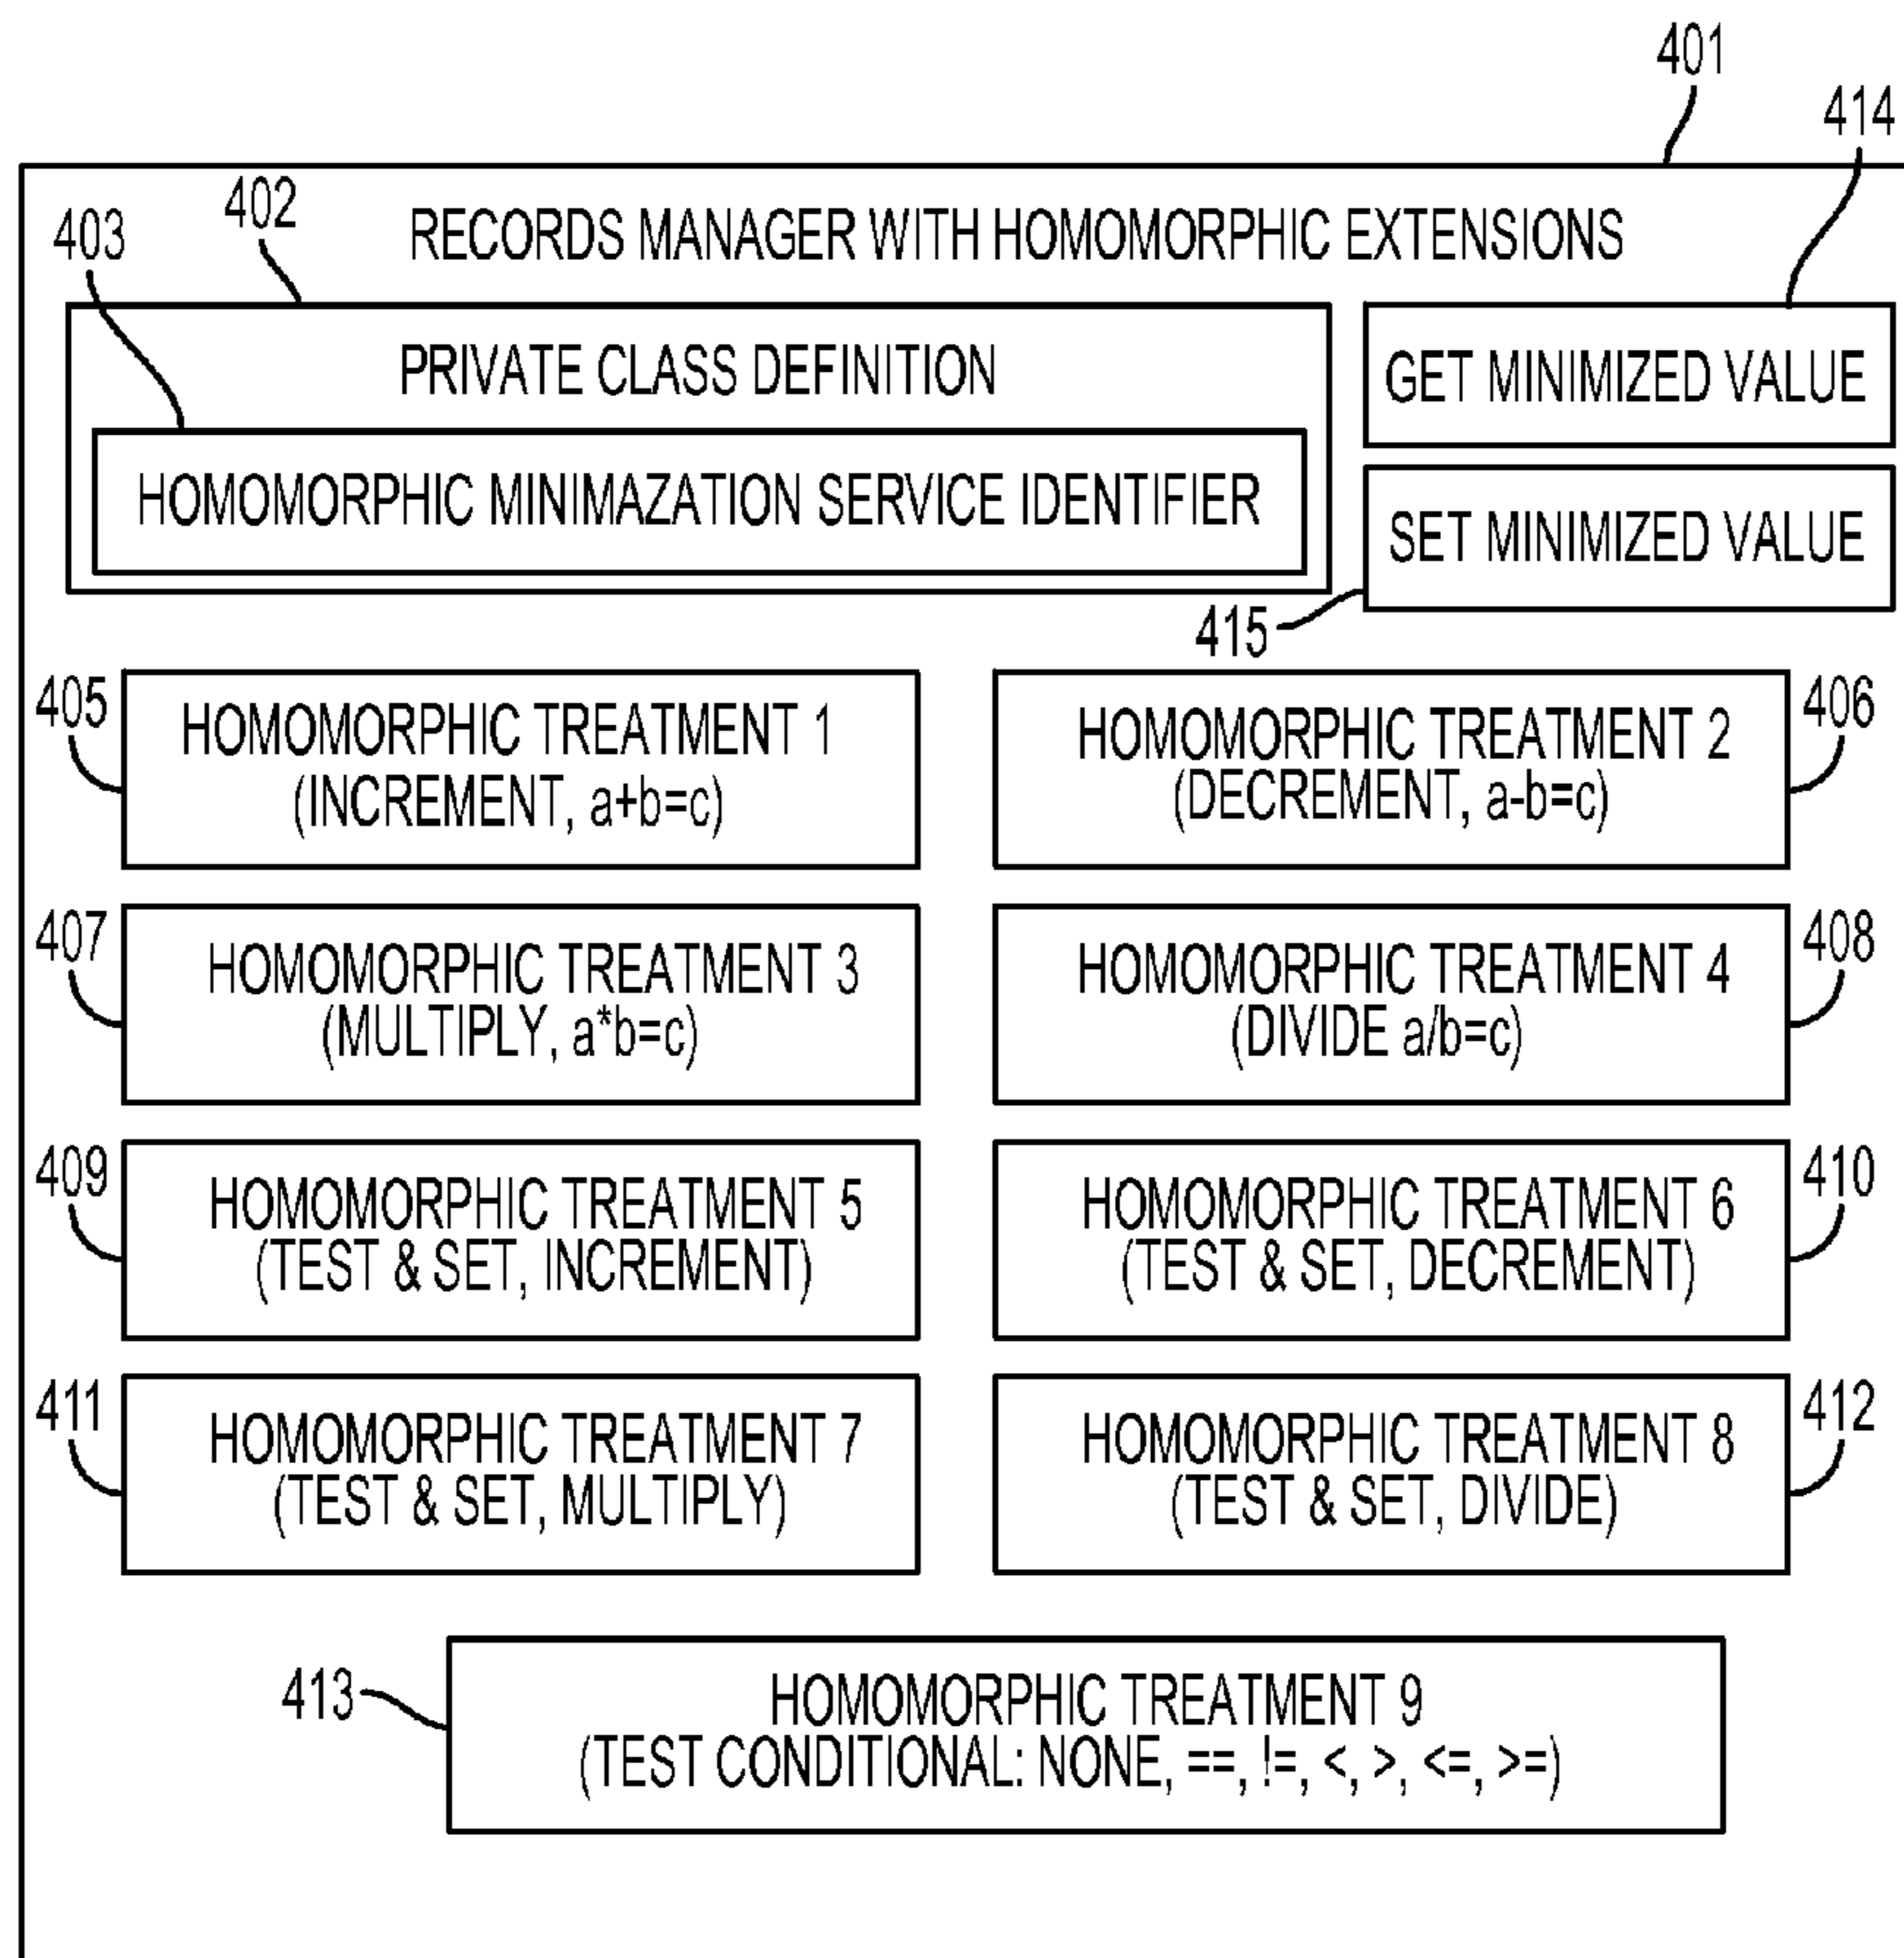 401
414
402
403
RECORDS MANAGER WITH HOMOMORPHIC EXTENSIONS
PRIVATE CLASS DEFINITION
GET MINIMIZED VALUE
HOMOMORPHIC MINIMAZATION SERVICE IDENTIFIER
SET MINIMIZED VALUE
415
405
HOMOMORPHIC TREATMENT 1
(INCREMENT, a+b=c)
HOMOMORPHIC TREATMENT 2
(DECREMENT, a-b=c)
406
407
HOMOMORPHIC TREATMENT 3
(MULTIPLY, a*b=c)
HOMOMORPHIC TREATMENT 4
(DIVIDE a/b=c)
408
409
HOMOMORPHIC TREATMENT 5
(TEST & SET, INCREMENT)
HOMOMORPHIC TREATMENT 6
(TEST & SET, DECREMENT)
410
411
HOMOMORPHIC TREATMENT 7
(TEST & SET, MULTIPLY)
HOMOMORPHIC TREATMENT 8
(TEST & SET, DIVIDE)
412
413
HOMOMORPHIC TREATMENT 9
(TEST CONDITIONAL: NONE, ==, !=, <, >, <=, >=)